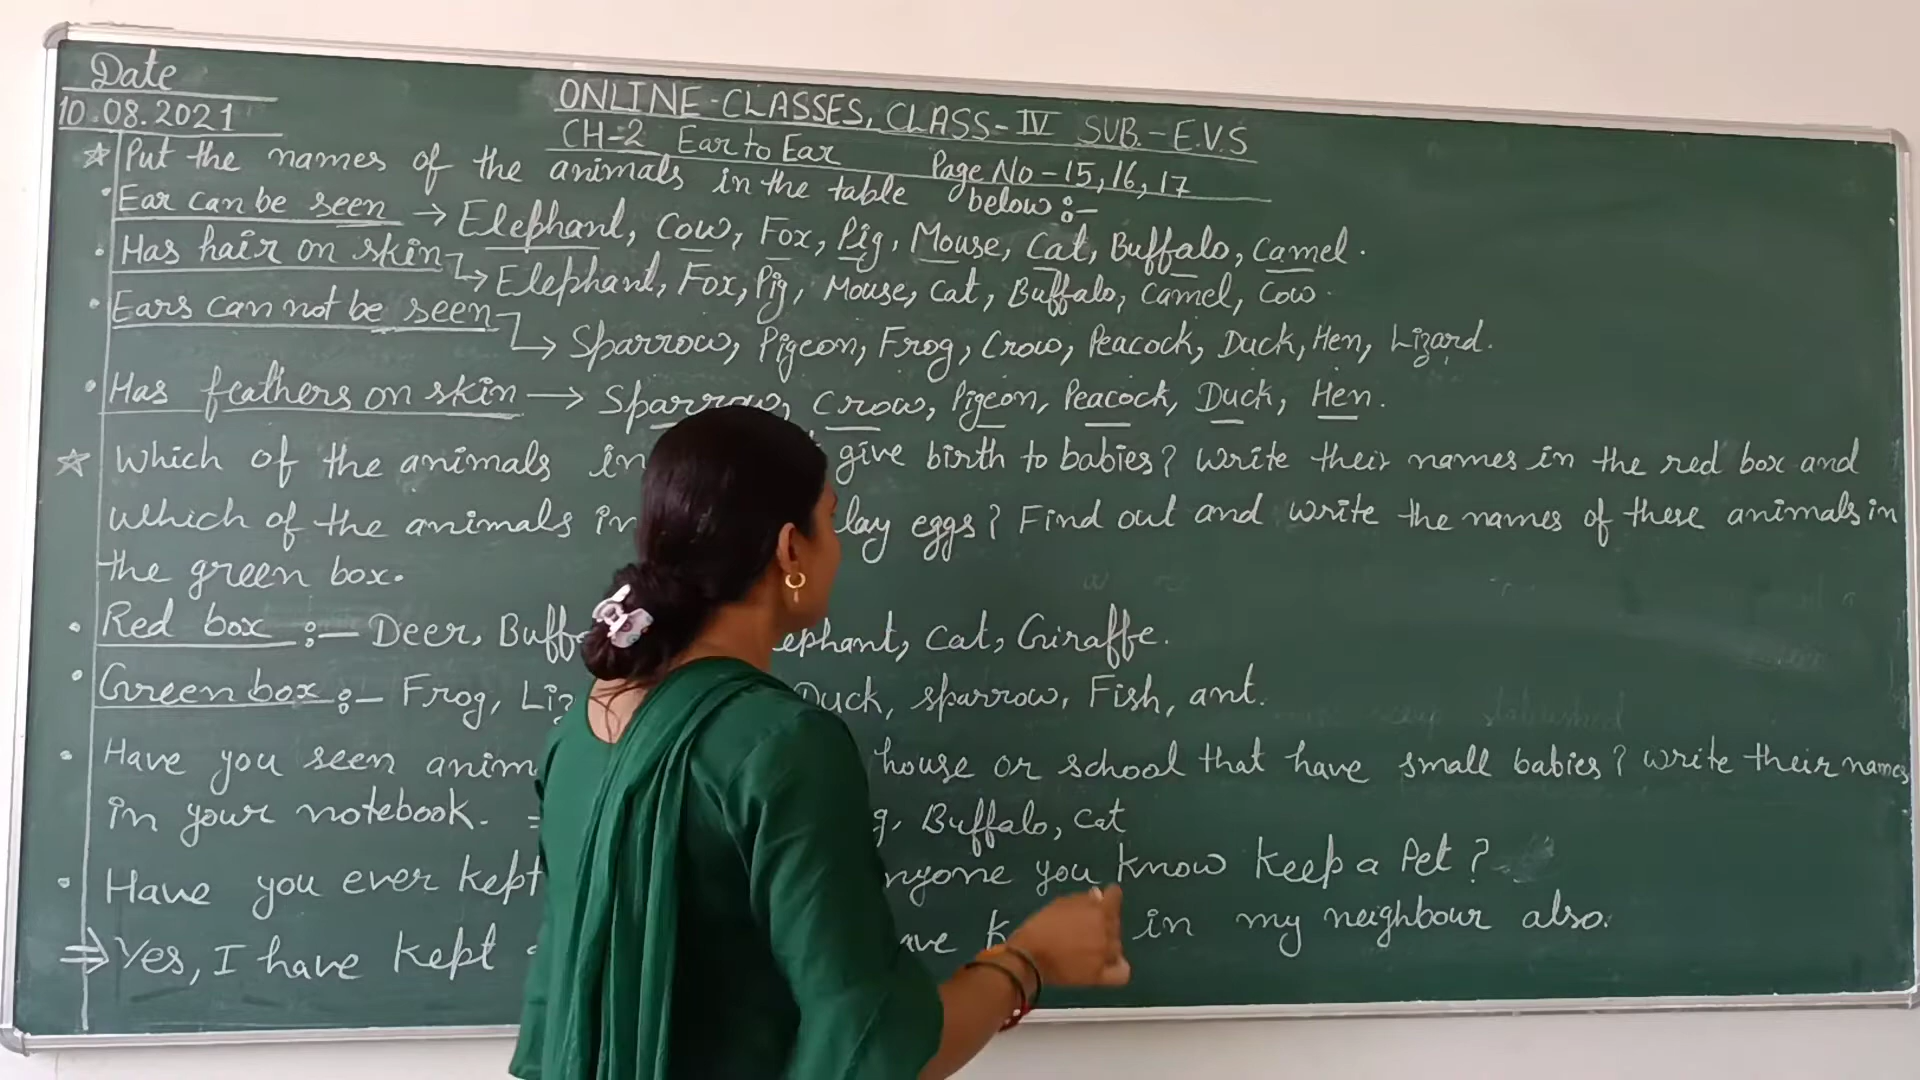 Date
10.08.2021
ONLINE-CLASSES, CLASS-IV SUB.-E.V.S
CH-2 Ear to Ear Page No-15,16,17
☆ Put the names of the animals in the table below :-
• Ear can be seen → Elephant, Cow, Fox, Pig, Mouse, Cat, Buffalo, Camel.
• Has hair on skin → Elephant, Fox, Pig, Mouse, Cat, Buffalo, Camel, Cow.
• Ears can not be seen → Sparrow, Pigeon, Frog, Crow, Peacock, Duck, Hen, Lizard.
• Has feathers on skin → Sparrow, Crow, Pigeon, Peacock, Duck, Hen.
☆ Which of the animals in give birth to babies? Write their names in the red box and
which of the animals in lay eggs? Find out and write the names of these animals in
the green box.
• Red box :- Deer, Cat, Giraffe.
• Green box :- Frog, Duck, sparrow, Fish, ant.
• Have you seen house or school that have small babies? Write their names
in your notebook. Buffalo, cat
• Have you ever kept you know keep a Pet?
⇒ Yes, I have kept in my neighbour also.